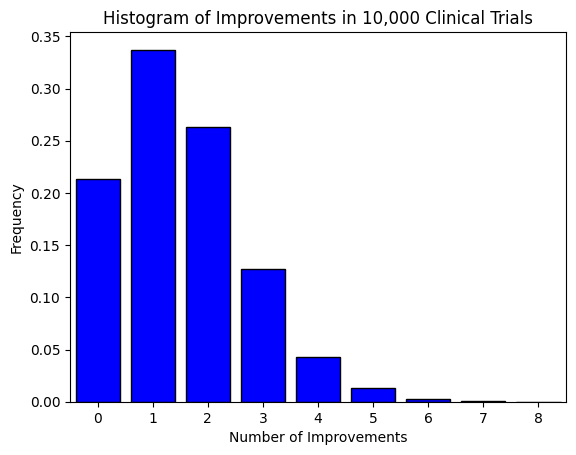 Histogram of Improvements in 10,000 Clinical Trials
0.35
0.30
0.25
0.20
0.15
0.10
0.05
0.00
Frequency
0 1 2 3 4 5 6 7 8
Number of Improvements